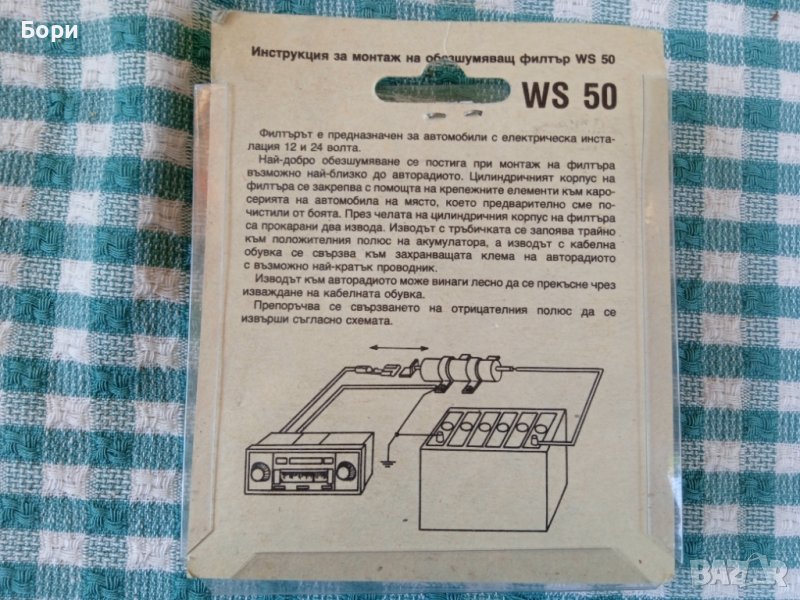 Бори
Инструкция за монтаж на обезшумяващ филтър WS 50
WS 50
Филтърът е предназначен за автомобили с електрическа инста-
лация 12 и 24 волта.
Най-добро обезшумяване се постига при монтаж на филтъра
възможно най-близко до авторадиото. Цилиндричният корпус на
филтъра се закрепва с помощта на крепежните елементи към каро-
серията на автомобила на място, което предварително сме по-
чистили от боята. През челата на цилиндричния корпус на филтъра
са прокарани два извода. Изводът с тръбичката се запоява трайно
към положителния полюс на акумулатора, а изводът с кабелна
обувка се свързва към захранващата клема на авторадиото
с възможно най-кратък проводник.
Изводът към авторадиото може винаги лесно да се прекъсне чрез
изваждане на кабелната обувка.
Препоръчва се свързването на отрицателния полюс да се
извърши съгласно схемата.
BAZAR